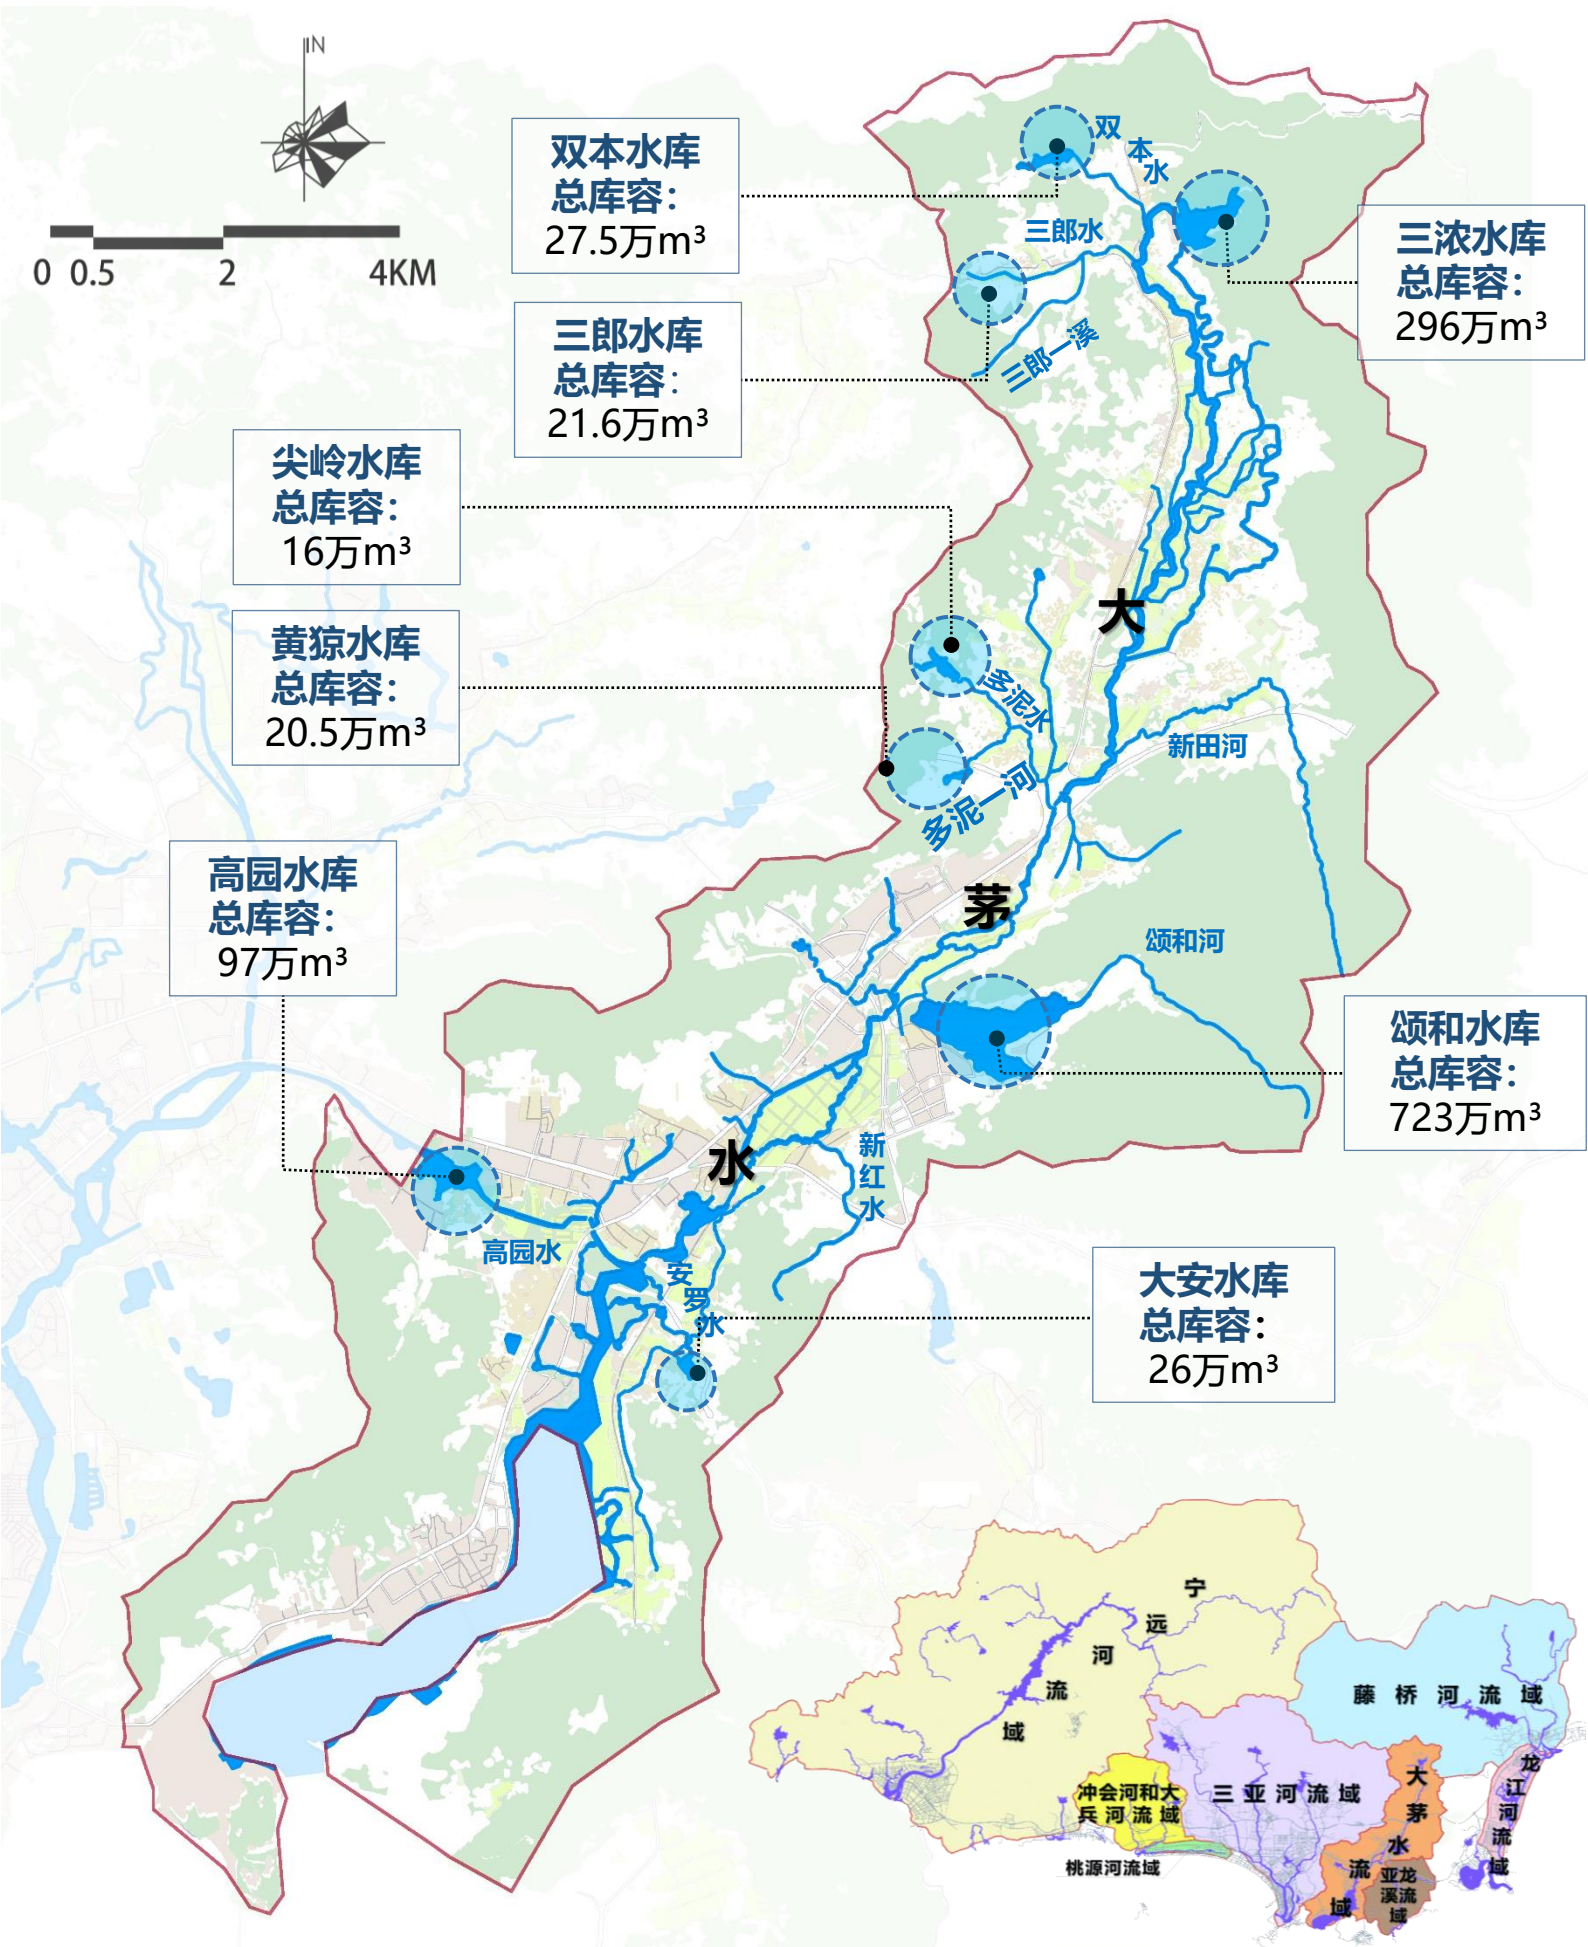 N
0 0.5 2 4KM
双本水库
总库容：
27.5万m³
三郎水库
总库容：
21.6万m³
尖岭水库
总库容：
16万m³
黄猄水库
总库容：
20.5万m³
高园水库
总库容：
97万m³
三浓水库
总库容：
296万m³
颂和水库
总库容：
723万m³
大安水库
总库容：
26万m³
双本水
三郎水
三郎一溪
多泥水
多泥一河
新田河
颂和河
新红水
高园水
安罗水
大茅水
宁远河流域
藤桥河流域
三亚河流域
冲会河和大
兵河流域
桃源河流域
大茅水流域
亚龙
溪流
域
龙江河流域